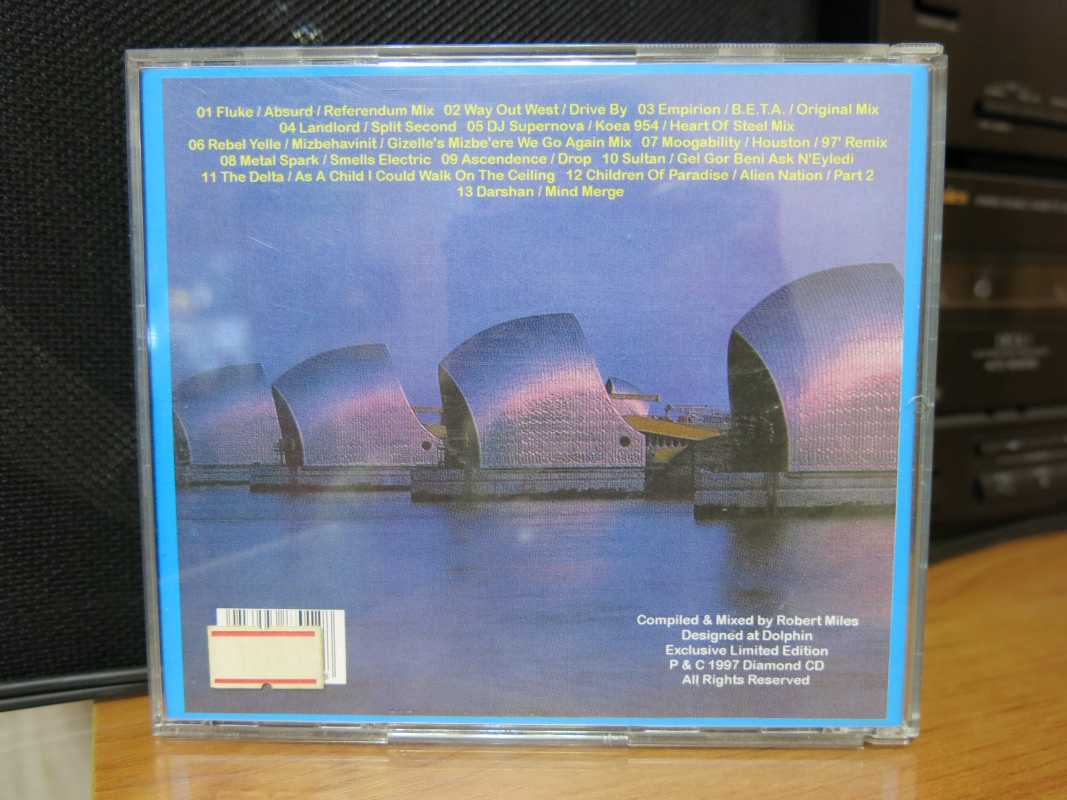 01 Fluke / Absurd / Referendum Mix 02 Way Out West / Drive By 03 Empirion / B.E.T.A. / Original Mix
04 Landlord / Split Second 05 DJ Supernova / Koea 954 / Heart Of Steel Mix
06 Rebel Yelle / Mizbehavinit / Gizelle's Mizbe'ere We Go Again Mix 07 Moogability / Houston / 97' Remix
08 Metal Spark / Smells Electric 09 Ascendence / Drop 10 Sultan / Gel Gor Beni Ask N'Eyledi
11 The Delta / As A Child I Could Walk On The Ceiling 12 Children Of Paradise / Alien Nation / Part 2
13 Darshan / Mind Merge
Compiled & Mixed by Robert Miles
Designed at Dolphin
Exclusive Limited Edition
P & C 1997 Diamond CD
All Rights Reserved